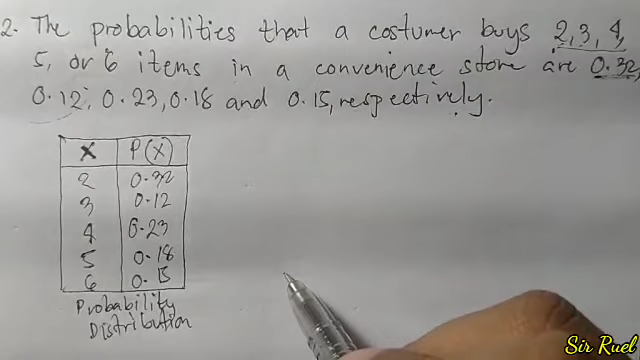 2. The probabilities that a costumer buys 2, 3, 4,
5, or 6 items in a convenience store are 0.32,
0.12, 0.23, 0.18 and 0.15, respectively.
X P(X)
2 0.32
3 0.12
4 0.23
5 0.18
6 0.15
Probability
Distribution
Sir Ruel